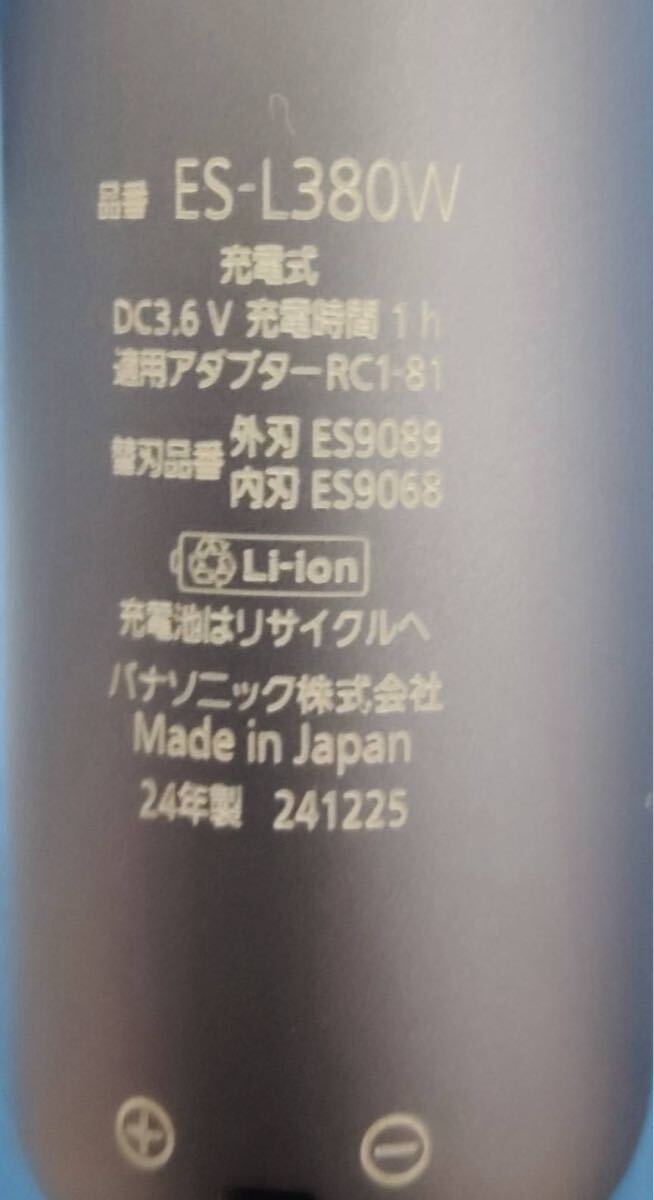 品番 ES-L380W
充電式
DC3.6 V 充電時間 1 h
適用アダプターRC1-81
替刃品番 外刃 ES9089
内刃 ES9068
Li-ion
充電池はリサイクルへ
パナソニック株式会社
Made in Japan
24年製 241225
+ −